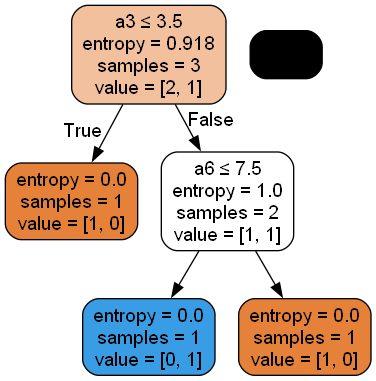 a3 ≤ 3.5
entropy = 0.918
samples = 3
value = [2, 1]
True
False
entropy = 0.0
samples = 1
value = [1, 0]
a6 ≤ 7.5
entropy = 1.0
samples = 2
value = [1, 1]
entropy = 0.0
samples = 1
value = [0, 1]
entropy = 0.0
samples = 1
value = [1, 0]